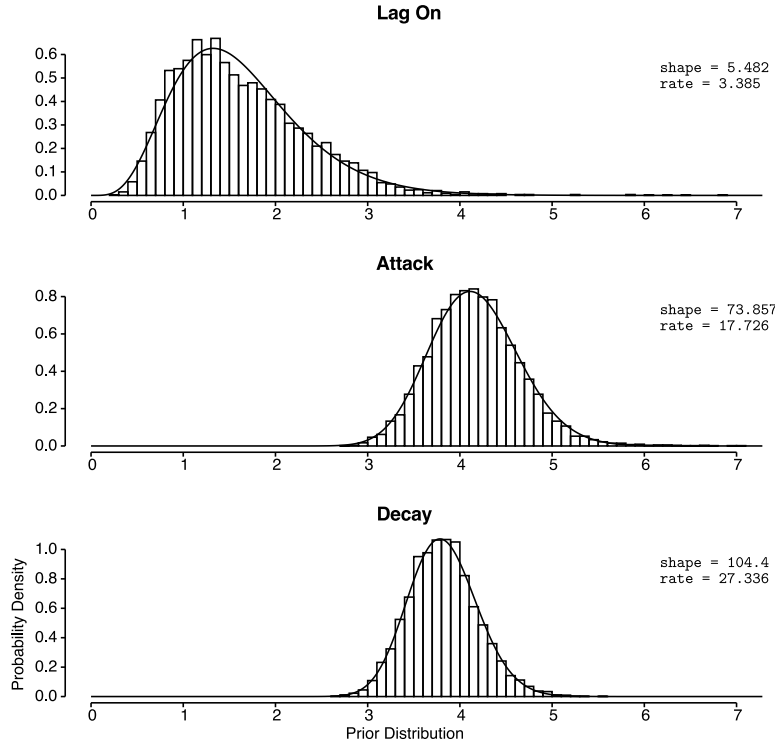 Lag On
shape = 5.482
rate = 3.385
0.6
0.5
0.4
0.3
0.2
0.1
0.0
0 1 2 3 4 5 6 7
Attack
shape = 73.857
rate = 17.726
0.8
0.6
0.4
0.2
0.0
0 1 2 3 4 5 6 7
Decay
shape = 104.4
rate = 27.336
Probability Density
1.0
0.8
0.6
0.4
0.2
0.0
0 1 2 3 4 5 6 7
Prior Distribution